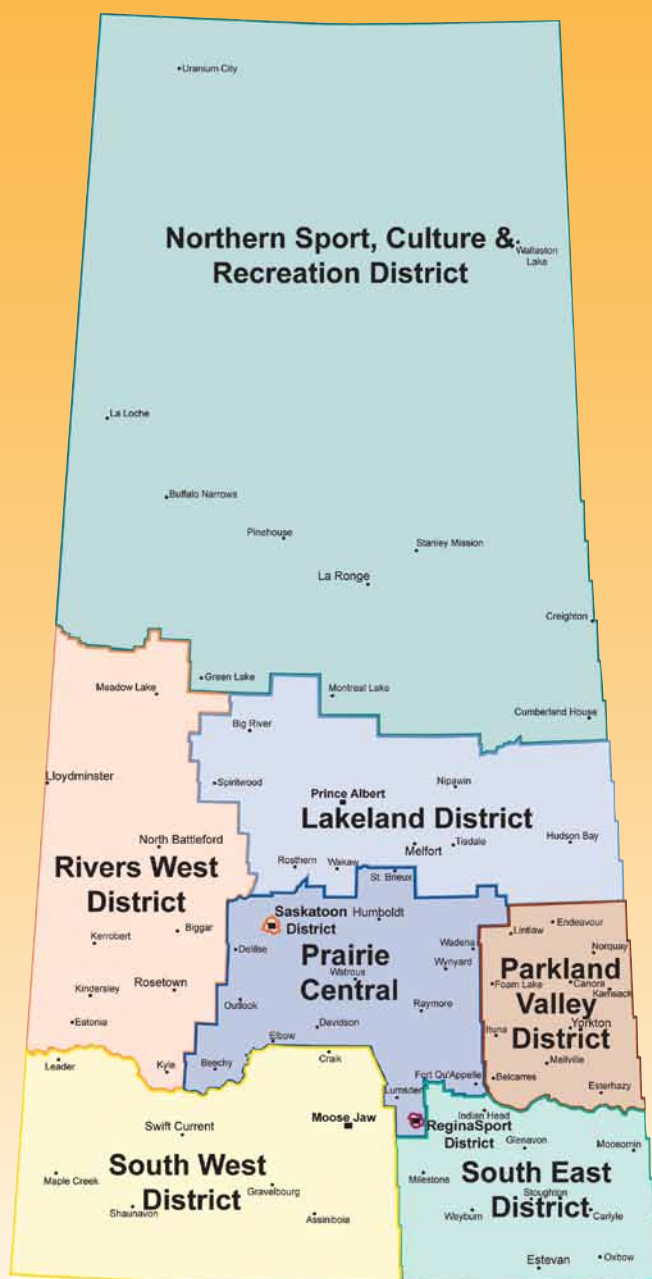 Uranium City
Northern Sport, Culture &
Recreation District
Wallaston
Lake
La Loche
Buffalo Narrows
Pinehouse
Stanley Mission
La Ronge
Creighton
Green Lake
Meadow Lake
Montreal Lake
Cumberland House
Big River
Lloydminster
Spiritwood
Nipawin
Prince Albert
Lakeland District
North Battleford
Melfort
Tisdale
Hudson Bay
Rivers West
District
Rosthern
Wakaw
St. Brieux
Saskatoon
District
Humboldt
Lintlaw
Endeavour
Biggar
Kerrobert
Delilse
Prairie
Central
Wadena
Wynyard
Norquay
Parkland
Valley
District
Watrous
Foam Lake
Canora
Kamsack
Kindersley
Rosetown
Outlook
Raymore
Yorkton
Eatonia
Davidson
Ituna
Elbow
Melville
Leader
Kyle
Beechy
Craik
Fort Qu'Appelle
Belcarres
Esterhazy
Lumsden
Indian Head
Moose Jaw
ReginaSport
District
Swift Current
Glenavon
Moosomin
South West
District
South East
District
Maple Creek
Gravelbourg
Milestone
Stoughton
Shaunavon
Assiniboia
Weyburn
Carlyle
Estevan
Oxbow